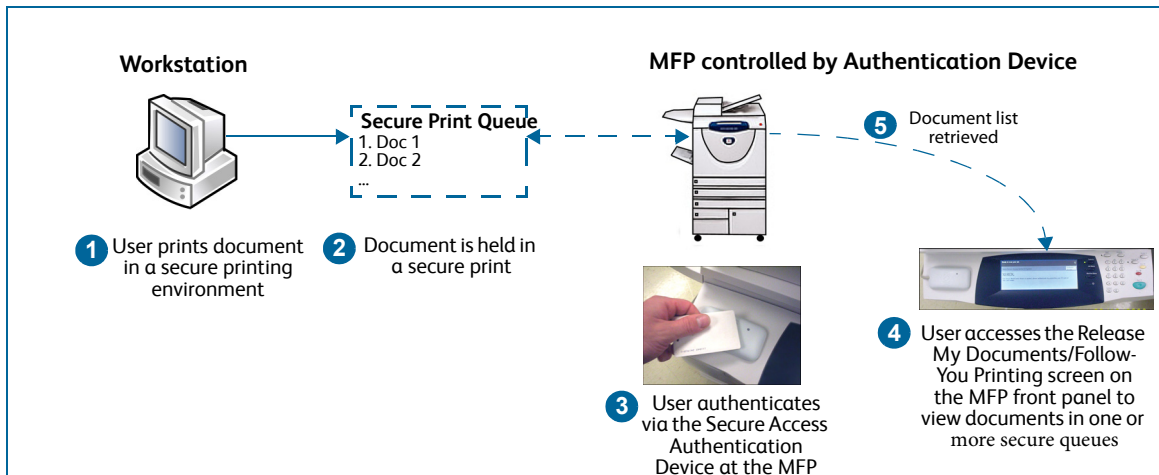 Workstation
MFP controlled by Authentication Device
Secure Print Queue
1. Doc 1
2. Doc 2
...
5 Document list
retrieved
1 User prints document
in a secure printing
environment
2 Document is held in
a secure print
3 User authenticates
via the Secure Access
Authentication
Device at the MFP
4 User accesses the Release
My Documents/Follow-
You Printing screen on
the MFP front panel to
view documents in one or
more secure queues